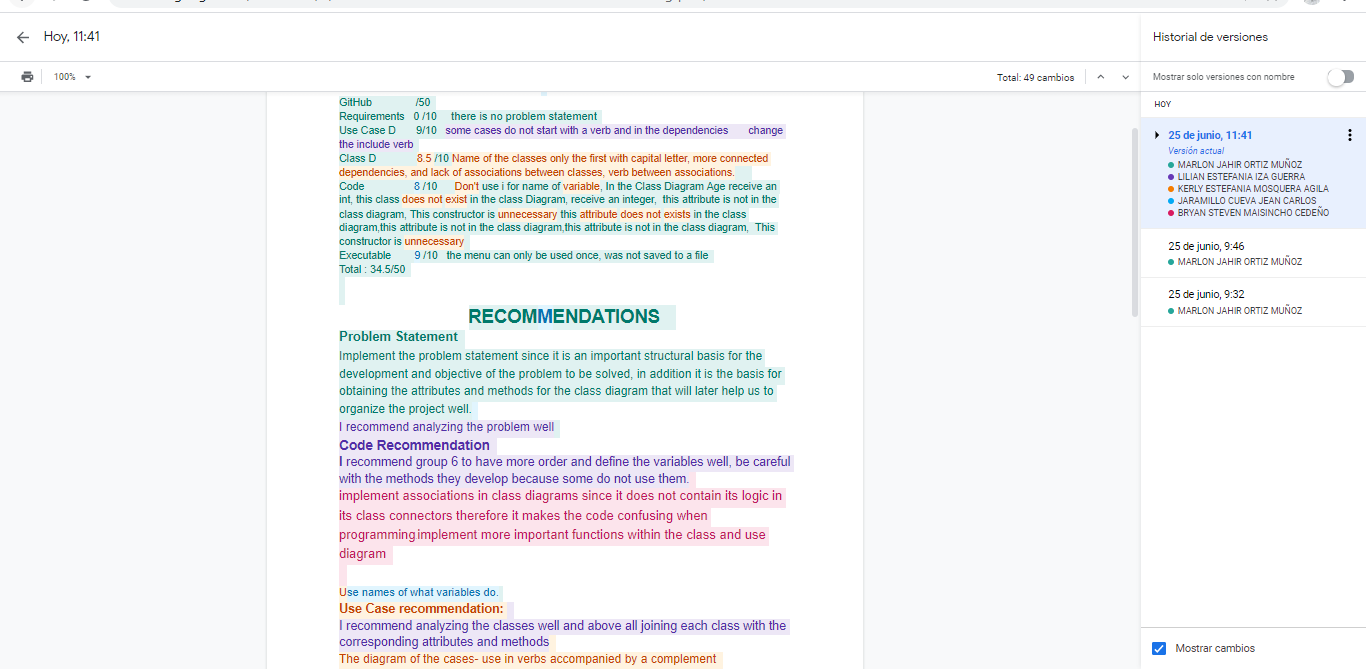 Hoy, 11:41
Historial de versiones
100%
Total: 49 cambios
Mostrar solo versiones con nombre
GitHub /50
Requirements 0 /10 there is no problem statement
Use Case D 9/10 some cases do not start with a verb and in the dependencies change
the include verb
Class D 8.5 /10 Name of the classes only the first with capital letter, more connected
dependencies, and lack of associations between classes, verb between associations.
Code 8 /10 Don't use i for name of variable, In the Class Diagram Age receive an
int, this class does not exist in the class Diagram, receive an integer, this attribute is not in the
class diagram, This constructor is unnecessary this attribute does not exists in the class
diagram,this attribute is not in the class diagram,this attribute is not in the class diagram, This
constructor is unnecessary
Executable 9 /10 the menu can only be used once, was not saved to a file
Total : 34.5/50
RECOMMENDATIONS
Problem Statement
Implement the problem statement since it is an important structural basis for the
development and objective of the problem to be solved, in addition it is the basis for
obtaining the attributes and methods for the class diagram that will later help us to
organize the project well.
I recommend analyzing the problem well
Code Recommendation
I recommend group 6 to have more order and define the variables well, be careful
with the methods they develop because some do not use them.
implement associations in class diagrams since it does not contain its logic in
its class connectors therefore it makes the code confusing when
programming implement more important functions within the class and use
diagram
Use names of what variables do.
Use Case recommendation:
I recommend analyzing the classes well and above all joining each class with the
corresponding attributes and methods
The diagram of the cases- use in verbs accompanied by a complement
HOY
25 de junio, 11:41
Versión actual
MARLON JAHIR ORTIZ MUÑOZ
LILIAN ESTEFANIA IZA GUERRA
KERLY ESTEFANIA MOSQUERA AGILA
JARAMILLO CUEVA JEAN CARLOS
BRYAN STEVEN MAISINCHO CEDEÑO
25 de junio, 9:46
MARLON JAHIR ORTIZ MUÑOZ
25 de junio, 9:32
MARLON JAHIR ORTIZ MUÑOZ
Mostrar cambios